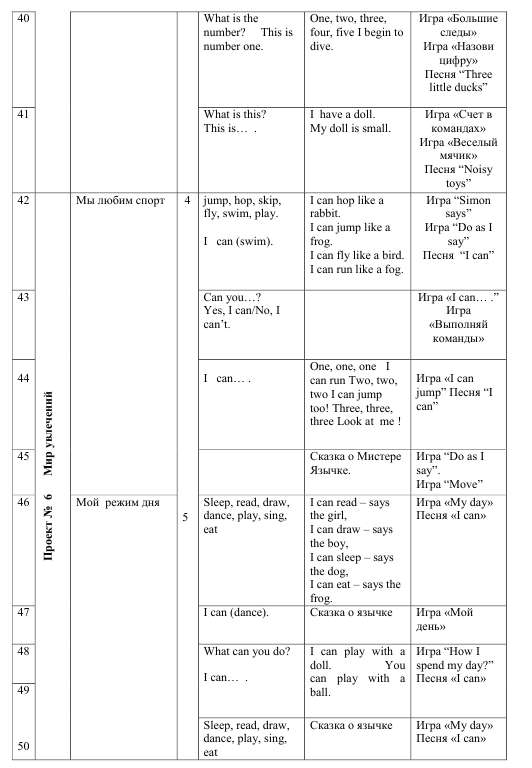 40
What is the
number? This is
number one.
One, two, three,
four, five I begin to
dive.
Игра «Большие
следы»
Игра «Назови
цифру»
Песня “Three
little ducks”
41
What is this?
This is… .
I have a doll.
My doll is small.
Игра «Счет в
командах»
Игра «Веселый
мячик»
Песня “Noisy
toys”
Проект № 6 Мир увлечений
42
Мы любим спорт
4
jump, hop, skip,
fly, swim, play.
I can (swim).
I can hop like a
rabbit.
I can jump like a
frog.
I can fly like a bird.
I can run like a fog.
Игра “Simon
says”
Игра “Do as I
say”
Песня “I can”
43
Can you…?
Yes, I can/No, I
can’t.
Игра «I can… .”
Игра
«Выполняй
команды»
44
I can… .
One, one, one I
can run Two, two,
two I can jump
too! Three, three,
three Look at me !
Игра «I can
jump” Песня “I
can”
45
Сказка о Мистере
Язычке.
Игра “Do as I
say”.
Игра “Move”
46
Мой режим дня
5
Sleep, read, draw,
dance, play, sing,
eat
I can read – says
the girl,
I can draw – says
the boy,
I can sleep – says
the dog,
I can eat – says the
frog.
Игра «My day»
Песня «I can»
47
I can (dance).
Сказка о язычке
Игра «Мой
день»
48
What can you do?
I can… .
I can play with a
doll. You
can play with a
ball.
Игра “How I
spend my day?”
Песня «I can»
49
50
Sleep, read, draw,
dance, play, sing,
eat
Сказка о язычке
Игра «My day»
Песня «I can»